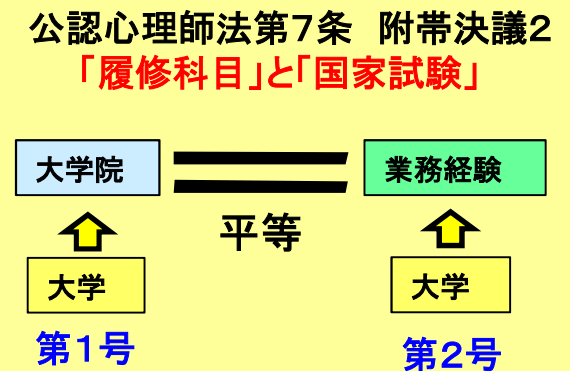 公認心理師法第７条　附帯決議２
「履修科目」と「国家試験」
大学院
業務経験
平等
大学
大学
第１号
第２号